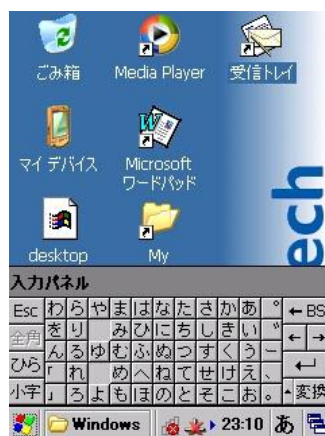 ごみ箱 Media Player 受信トレイ
マイ デバイス Microsoft ワードパッド
desktop My
ech
入力パネル
Esc わ ら や ま は な た さ か あ ゜ ←BS
全角 を り み ひ に ち し き い ゛ ← →
ひら ん る ゆ む ふ ぬ つ す く う ー
「 れ め へ ね て せ け え 、
小字 」 ろ よ も ほ の と そ こ お 。 ・ 変換
Windows 23:10 あ